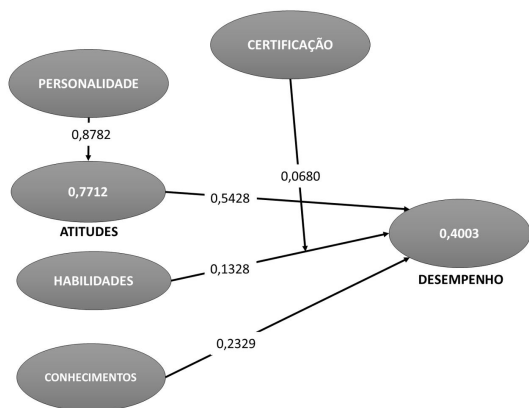 CERTIFICAÇÃO
PERSONALIDADE
0,8782
0,0680
0,7712
0,5428
ATITUDES
0,4003
HABILIDADES
0,1328
DESEMPENHO
0,2329
CONHECIMENTOS